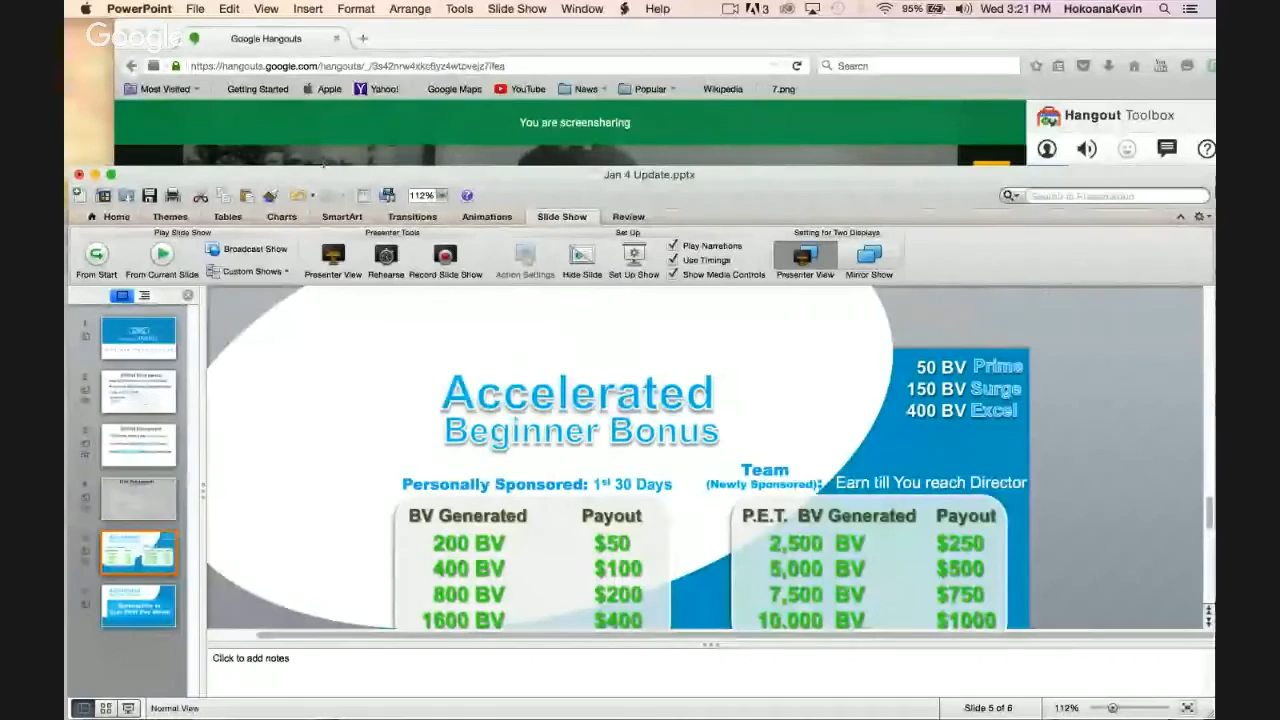 PowerPoint File Edit View Insert Format Arrange Tools Slide Show Window Help 3 95% Wed 3:21 PM HokoanaKevin
Google
Google Hangouts
Search
Most Visited Getting Started Apple Yahoo! Google Maps YouTube News Popular Wikipedia 7.png
You are screensharing
Hangout Toolbox
Jan 4 Update.pptx
112%
Search in Presentation
Home Themes Tables Charts SmartArt Transitions Animations Slide Show Review
Play Slide Show Presenter Tools Set Up Setting for Two Displays
Broadcast Show
Custom Shows
Play Narrations
Use Timings
Show Media Controls
From Start From Current Slide Presenter View Rehearse Record Slide Show Action Settings Hide Slide Set Up Show Presenter View Mirror Show
50 BV Prime
150 BV Surge
400 BV Excel
Accelerated
Beginner Bonus
Personally Sponsored: 1st 30 Days
Team
(Newly Sponsored): Earn till You reach Director
BV Generated Payout
200 BV $50
400 BV $100
800 BV $200
1600 BV $400
P.E.T. BV Generated Payout
2,500 BV $250
5,000 BV $500
7,500 BV $750
10,000 BV $1000
Click to add notes
Normal View Slide 5 of 6 112%